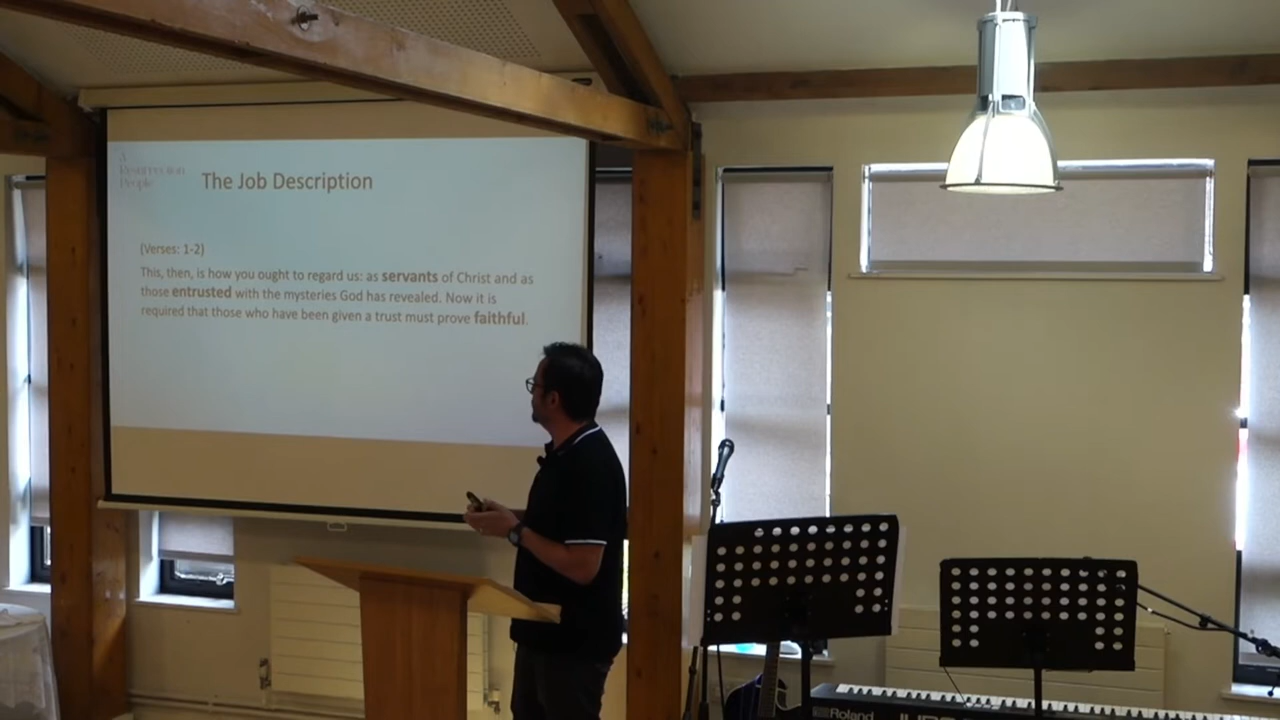 A
Resurrection
People
The Job Description
(Verses: 1-2)
This, then, is how you ought to regard us: as servants of Christ and as
those entrusted with the mysteries God has revealed. Now it is
required that those who have been given a trust must prove faithful.
Roland